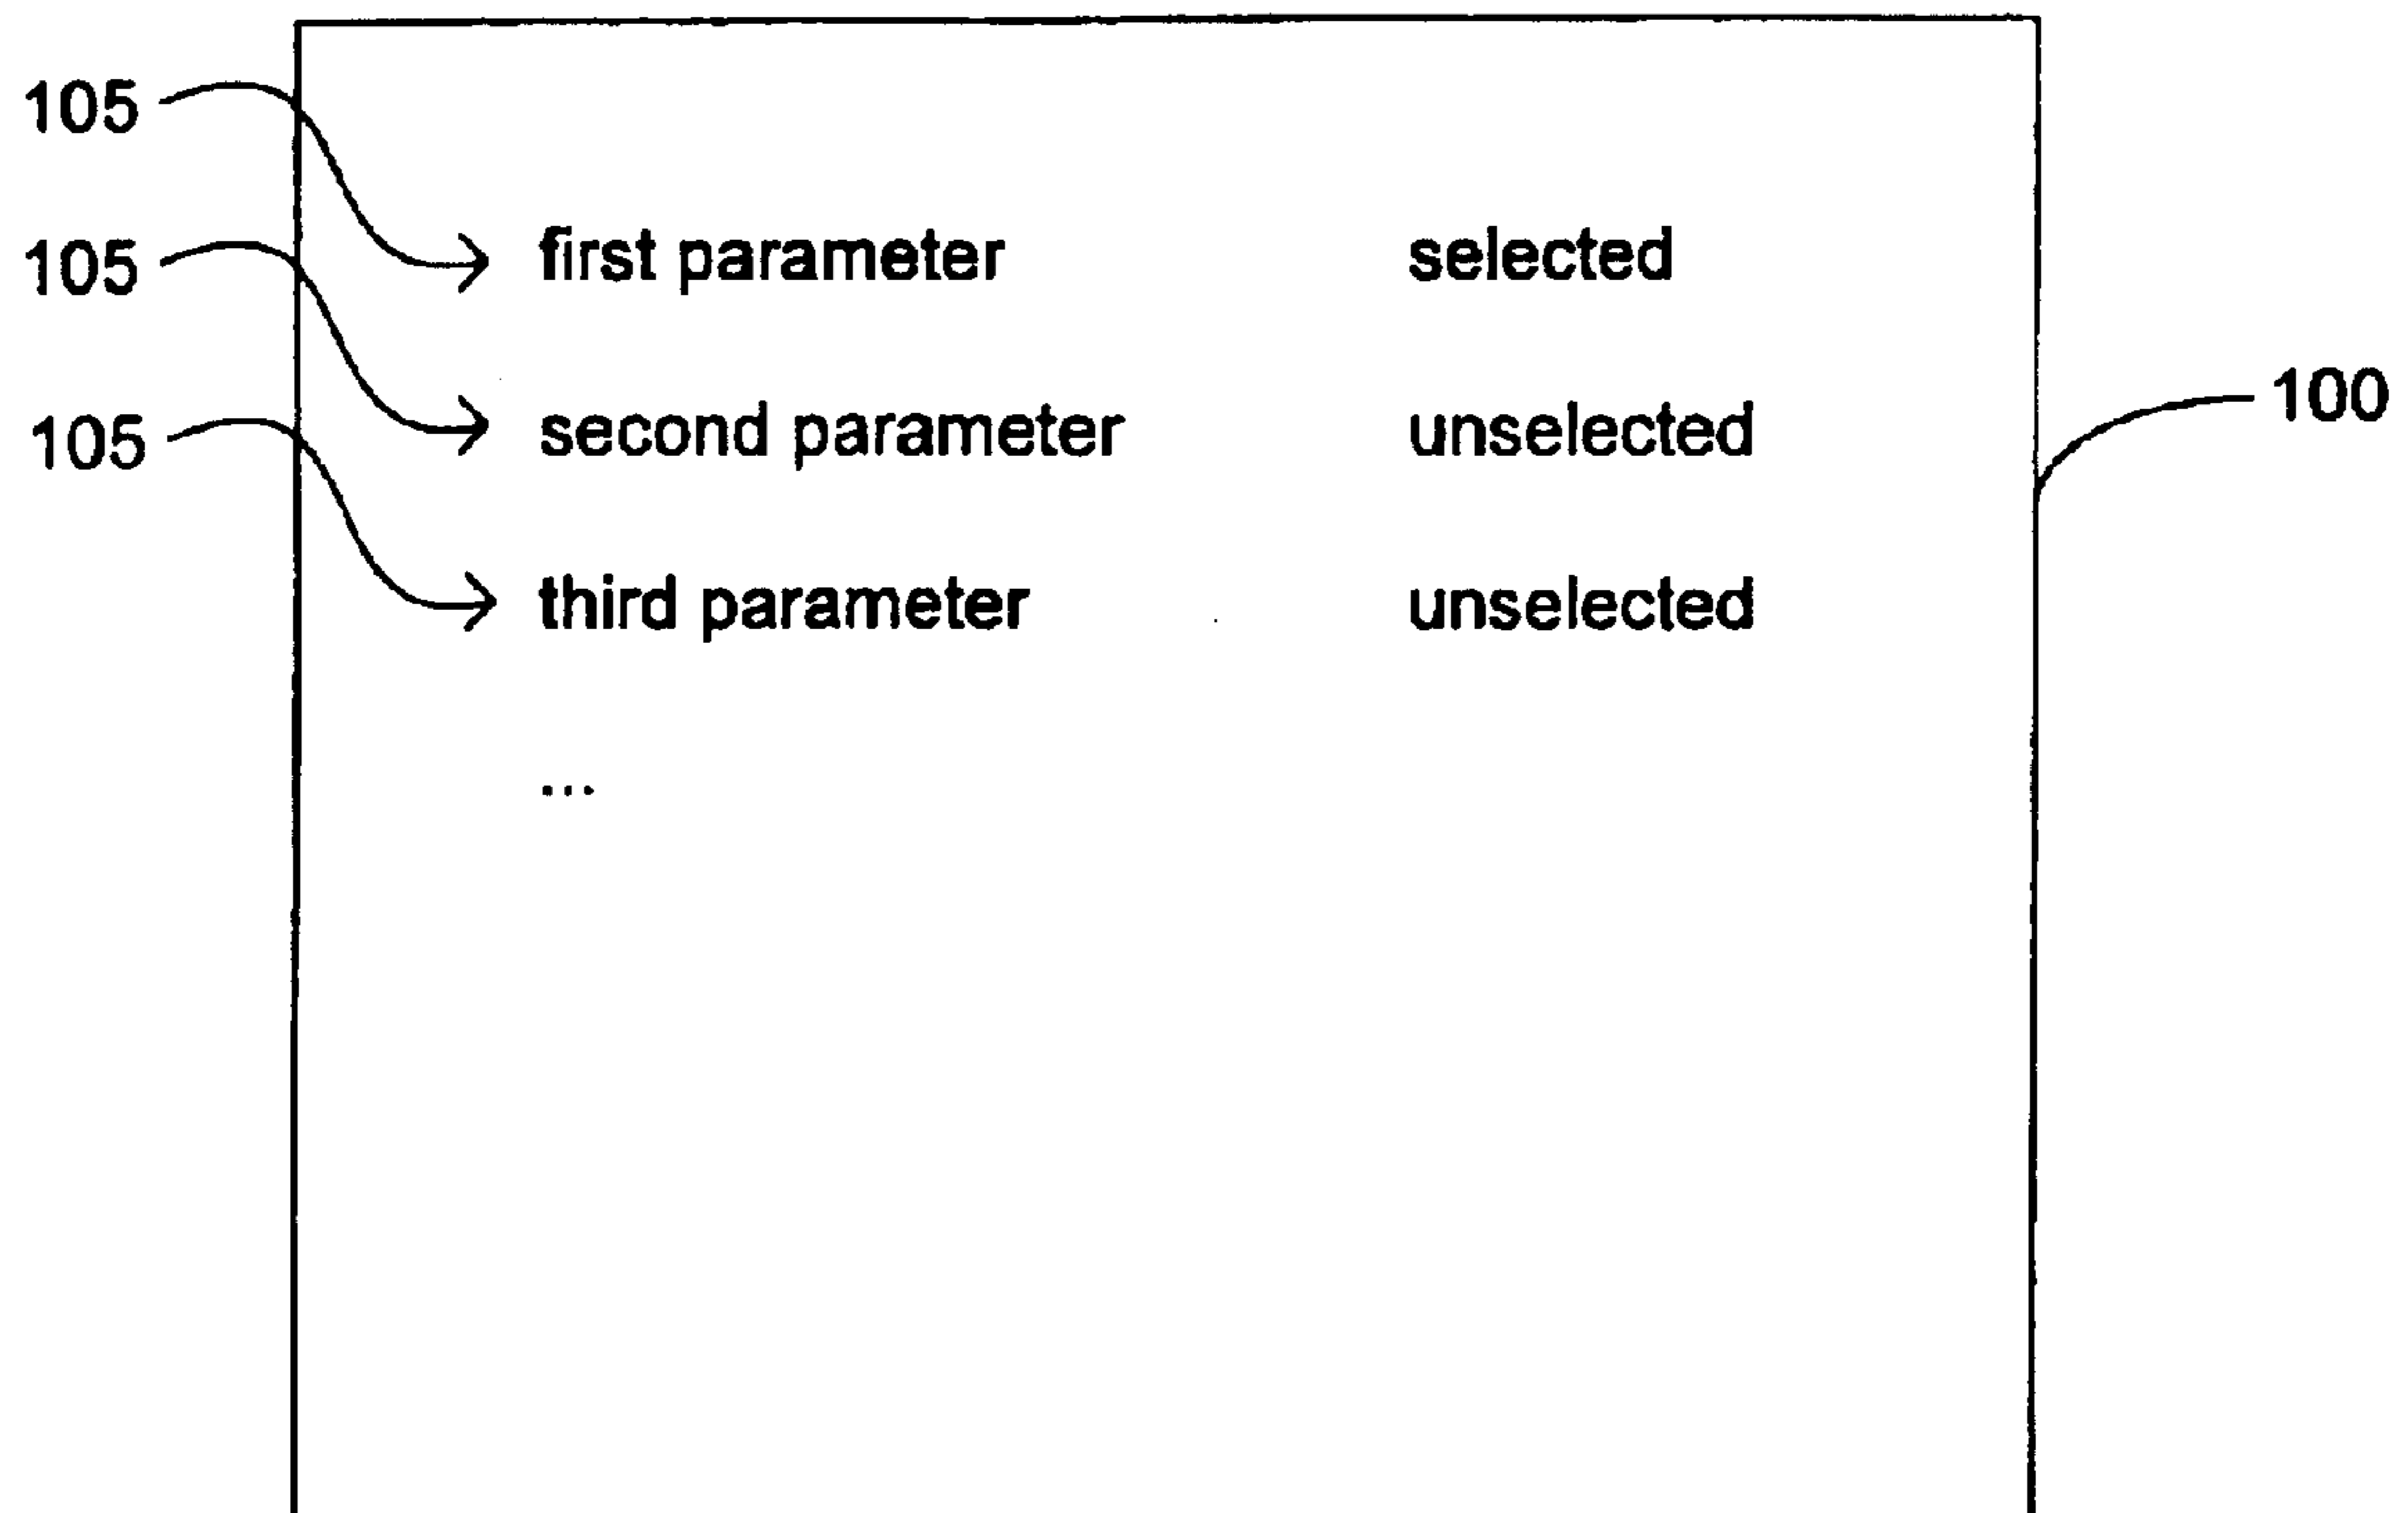 105
first parameter selected
105
second parameter unselected
100
105
third parameter unselected
...